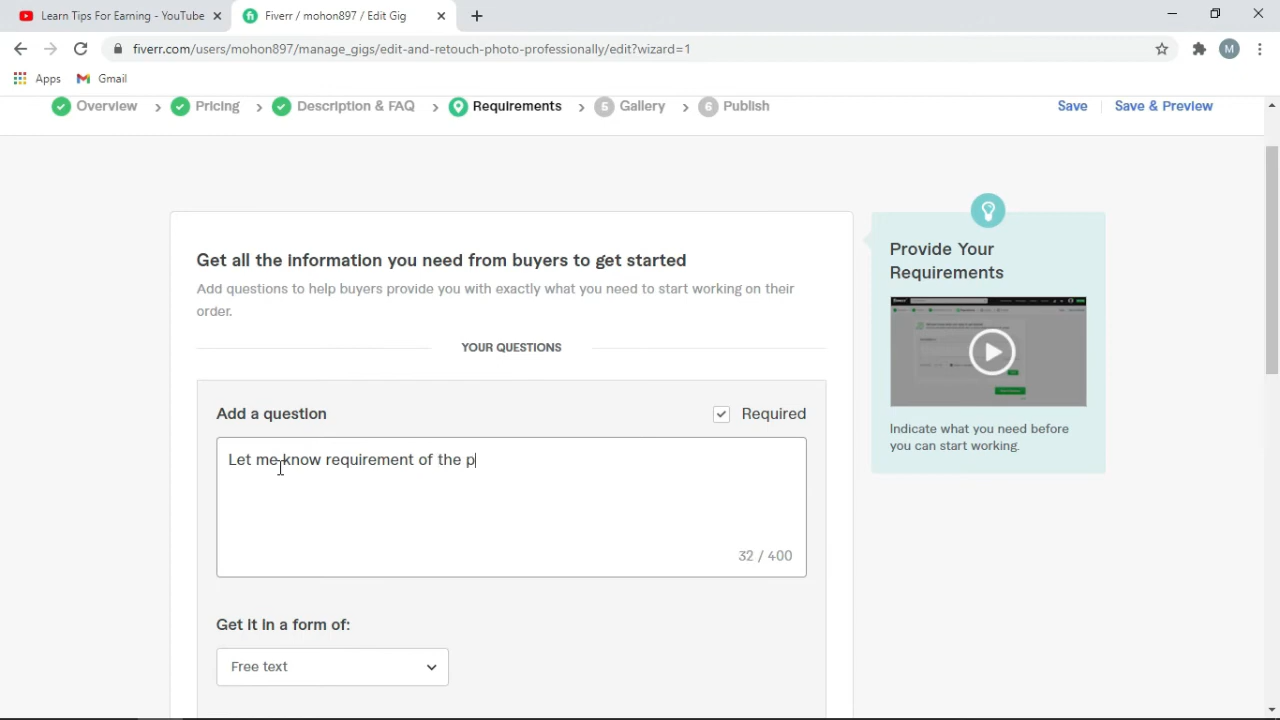 Learn Tips For Earning - YouTube
Fiverr / mohon897 / Edit Gig
fiverr.com/users/mohon897/manage_gigs/edit-and-retouch-photo-professionally/edit?wizard=1
M
Apps
Gmail
Overview
Pricing
Description & FAQ
Requirements
5 Gallery
6 Publish
Save
Save & Preview
Get all the information you need from buyers to get started
Add questions to help buyers provide you with exactly what you need to start working on their
order.
YOUR QUESTIONS
Add a question
Required
Let me know requirement of the p
32 / 400
Get it in a form of:
Free text
Provide Your
Requirements
Indicate what you need before
you can start working.